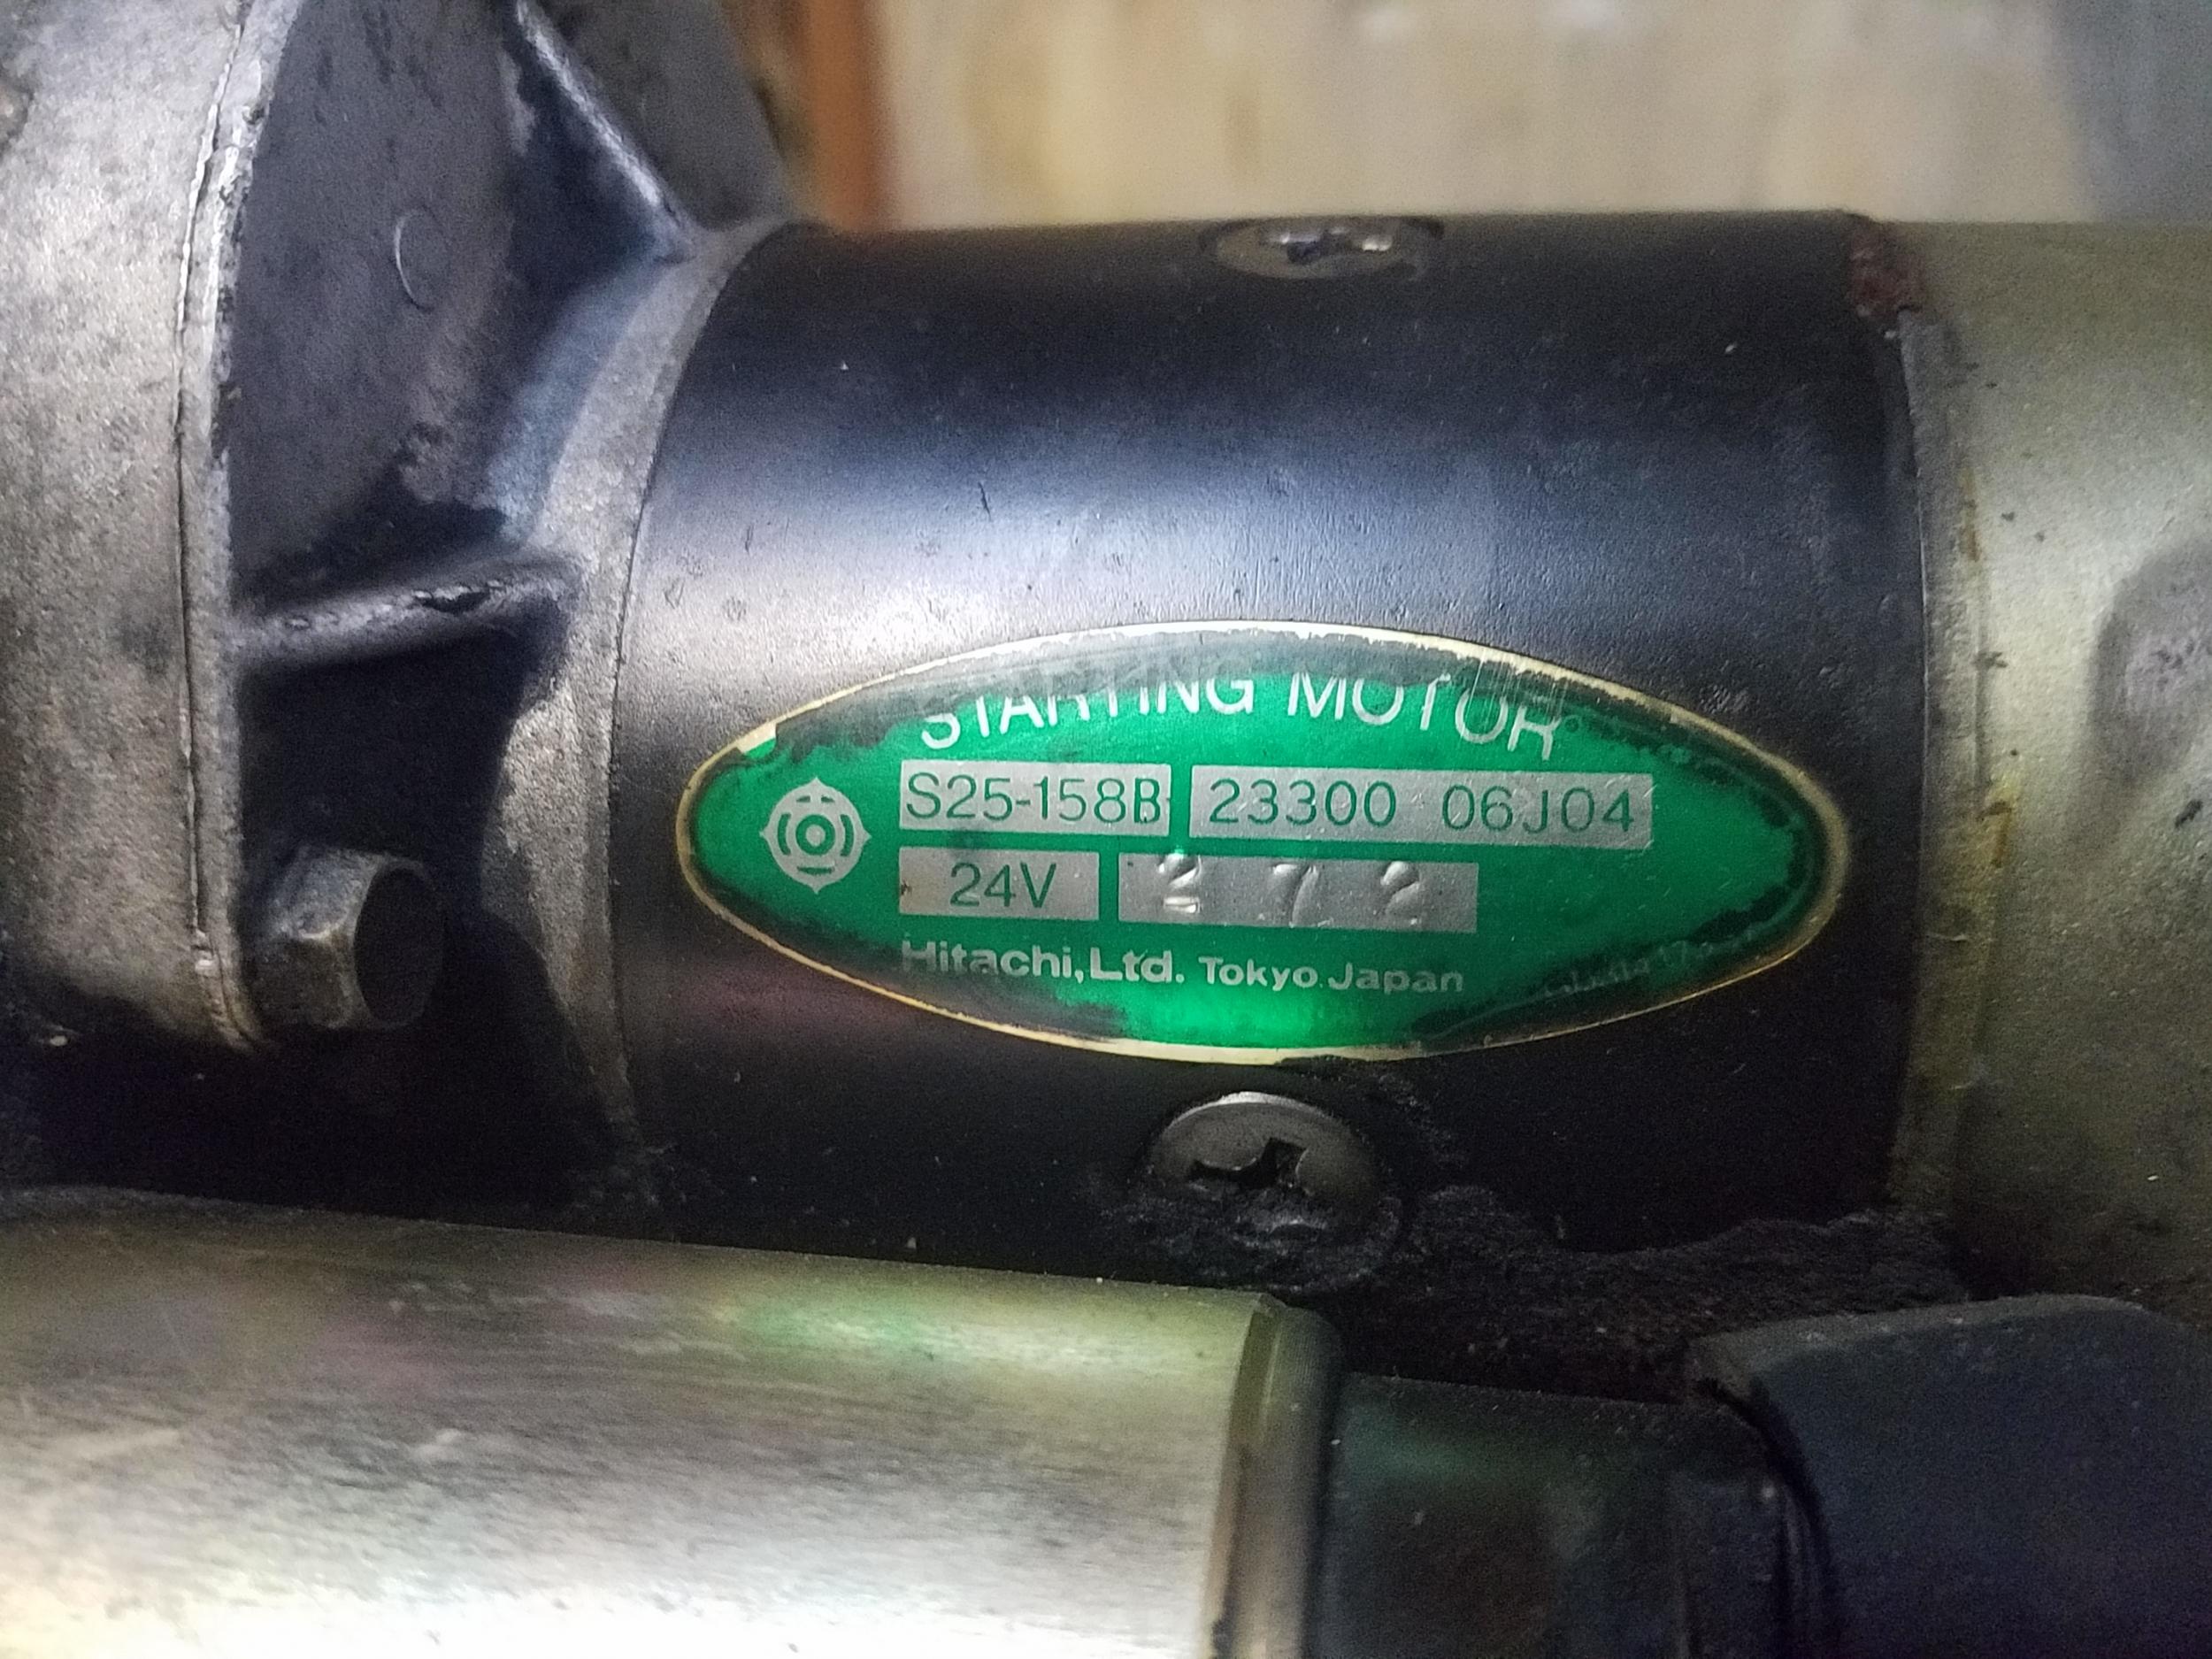 STARTING MOTOR
S25-158B 23300 06J04
24V 2 7 2
Hitachi,Ltd. Tokyo Japan